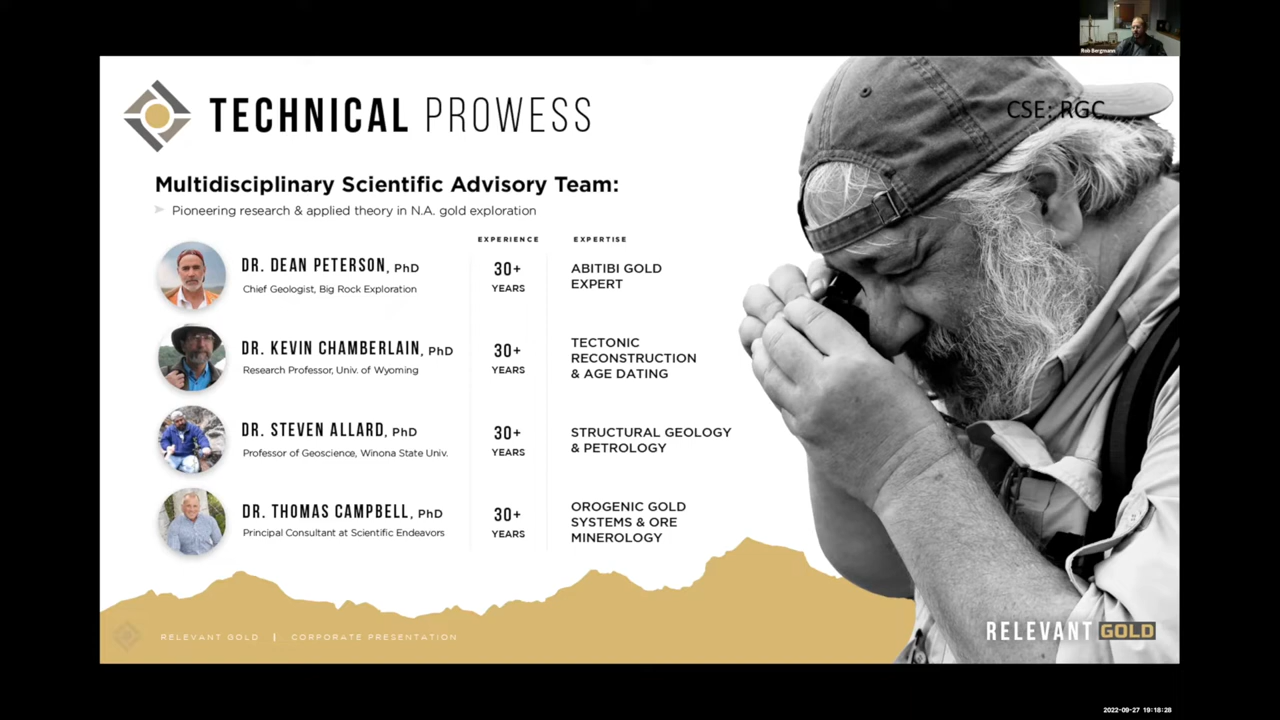 Rob Bergmann
TECHNICAL PROWESS
CSE: RGC
Multidisciplinary Scientific Advisory Team:
Pioneering research & applied theory in N.A. gold exploration
EXPERIENCE
EXPERTISE
DR. DEAN PETERSON, PhD
Chief Geologist, Big Rock Exploration
30+
YEARS
ABITIBI GOLD
EXPERT
DR. KEVIN CHAMBERLAIN, PhD
Research Professor, Univ. of Wyoming
30+
YEARS
TECTONIC
RECONSTRUCTION
& AGE DATING
DR. STEVEN ALLARD, PhD
Professor of Geoscience, Winona State Univ.
30+
YEARS
STRUCTURAL GEOLOGY
& PETROLOGY
DR. THOMAS CAMPBELL, PhD
Principal Consultant at Scientific Endeavors
30+
YEARS
OROGENIC GOLD
SYSTEMS & ORE
MINEROLOGY
RELEVANT GOLD | CORPORATE PRESENTATION
RELEVANT GOLD
2022-09-27 19:18:28